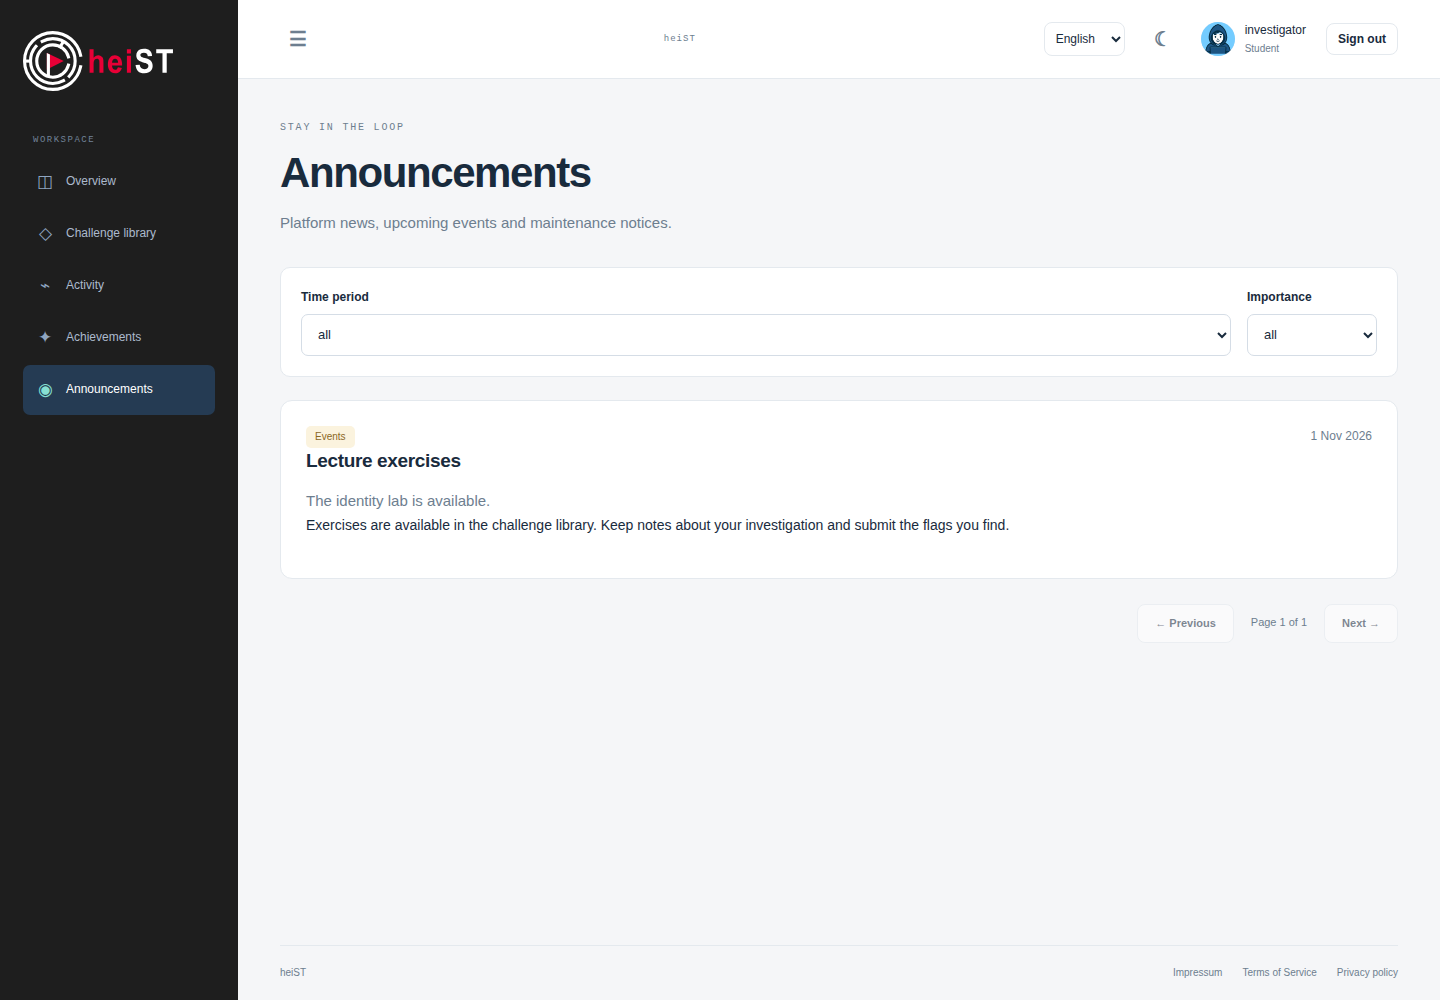 heiST
WORKSPACE
Overview
Challenge library
Activity
Achievements
Announcements
heiST
English
investigator
Student
Sign out
STAY IN THE LOOP
Announcements
Platform news, upcoming events and maintenance notices.
Time period
Importance
all
all
Events
1 Nov 2026
Lecture exercises
The identity lab is available.
Exercises are available in the challenge library. Keep notes about your investigation and submit the flags you find.
← Previous
Page 1 of 1
Next →
heiST
Impressum
Terms of Service
Privacy policy